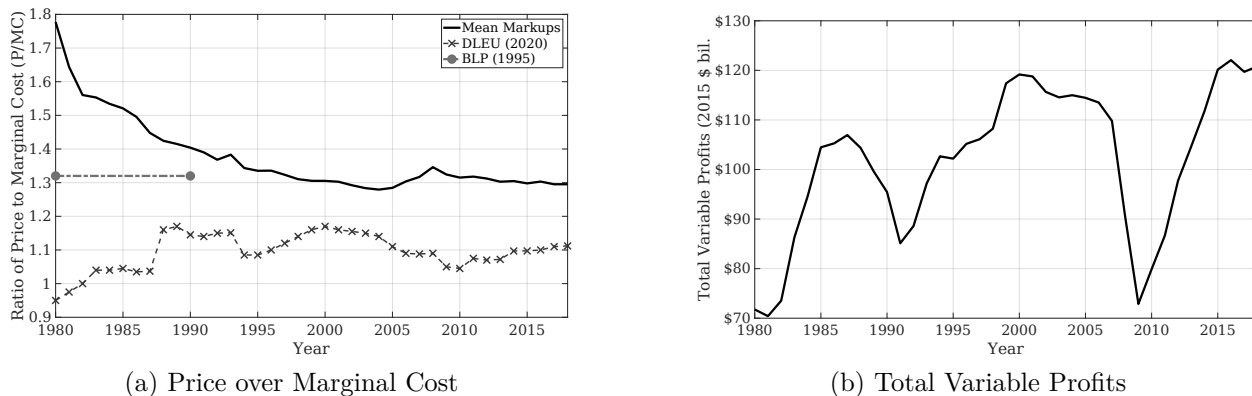 Ratio of Price to Marginal Cost (P/MC)
1.8
1.7
1.6
1.5
1.4
1.3
1.2
1.1
1
0.9
Mean Markups
DLEU (2020)
BLP (1995)
1980 1985 1990 1995 2000 2005 2010 2015
Year
(a) Price over Marginal Cost
Total Variable Profits (2015 $ bil.
$130
$120
$110
$100
$90
$80
$70
1980 1985 1990 1995 2000 2005 2010 2015
Year
(b) Total Variable Profits